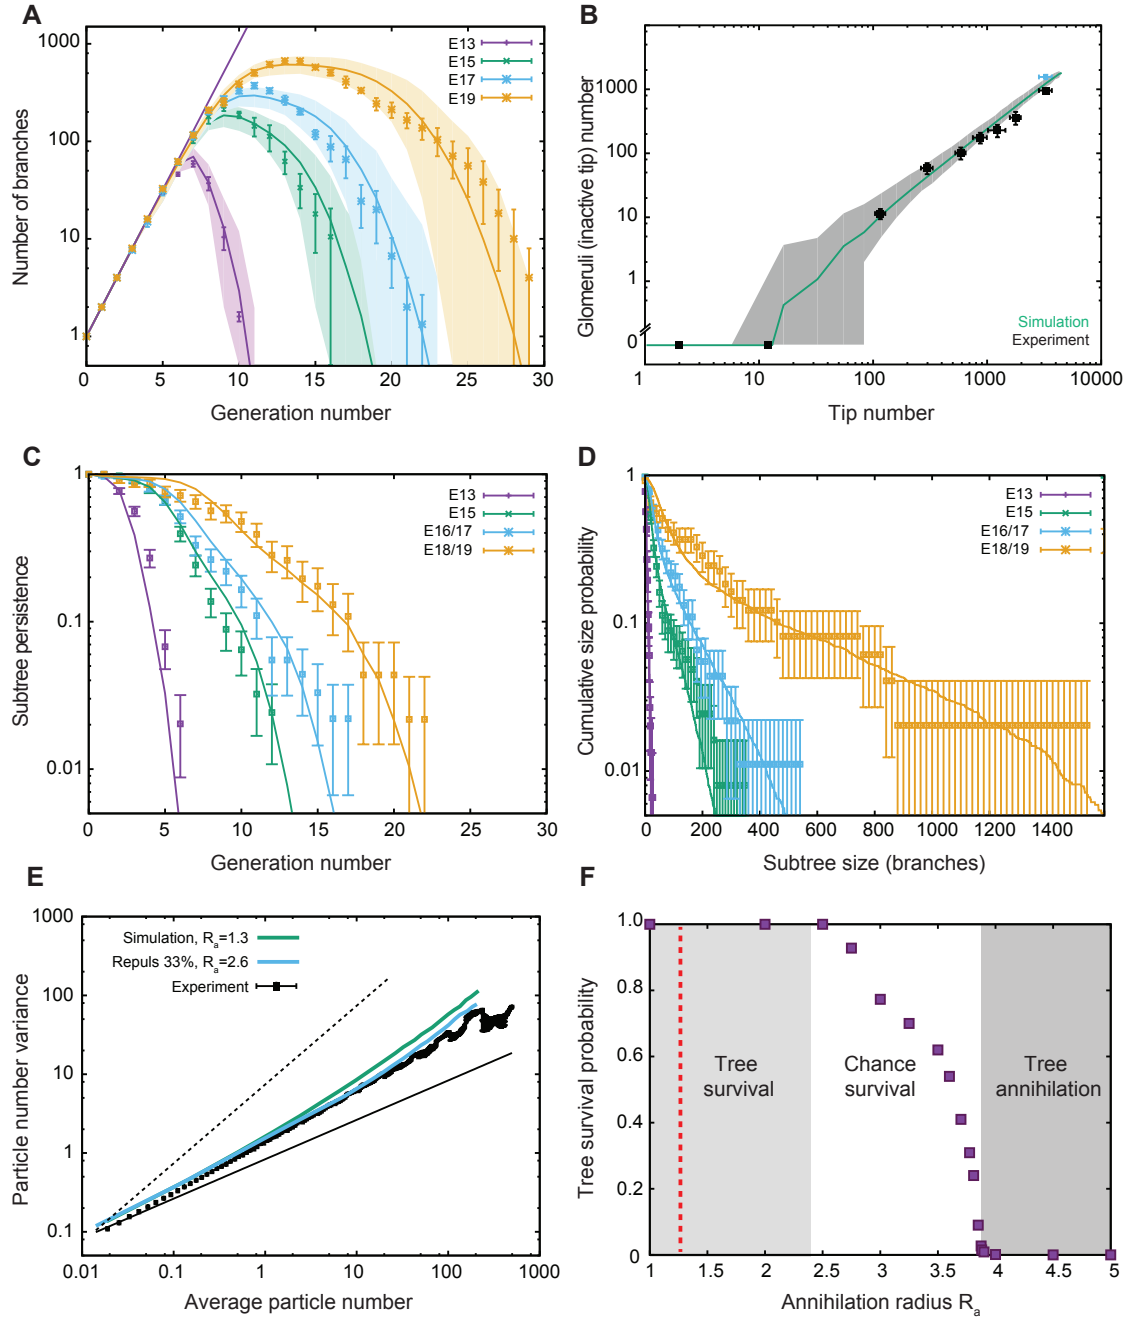 A
Number of branches
1000
100
10
1
E13
E15
E17
E19
0
5
10
15
20
25
30
Generation number
B
Glomeruli (inactive tip) number
1000
100
10
1
0
Simulation
Experiment
1
10
100
1000
10000
Tip number
C
Subtree persistence
1
0.1
0.01
E13
E15
E16/17
E18/19
0
5
10
15
20
25
30
Generation number
D
Cumulative size probability
1
0.1
0.01
E13
E15
E16/17
E18/19
0
200
400
600
800
1000
1200
1400
Subtree size (branches)
E
Particle number variance
1000
100
10
1
0.1
Simulation, Ra=1.3
Repuls 33%, Ra=2.6
Experiment
0.01
0.1
1
10
100
1000
Average particle number
F
Tree survival probability
1.0
0.8
0.6
0.4
0.2
0
Tree
survival
Chance
survival
Tree
annihilation
1
1.5
2
2.5
3
3.5
4
4.5
5
Annihilation radius Ra